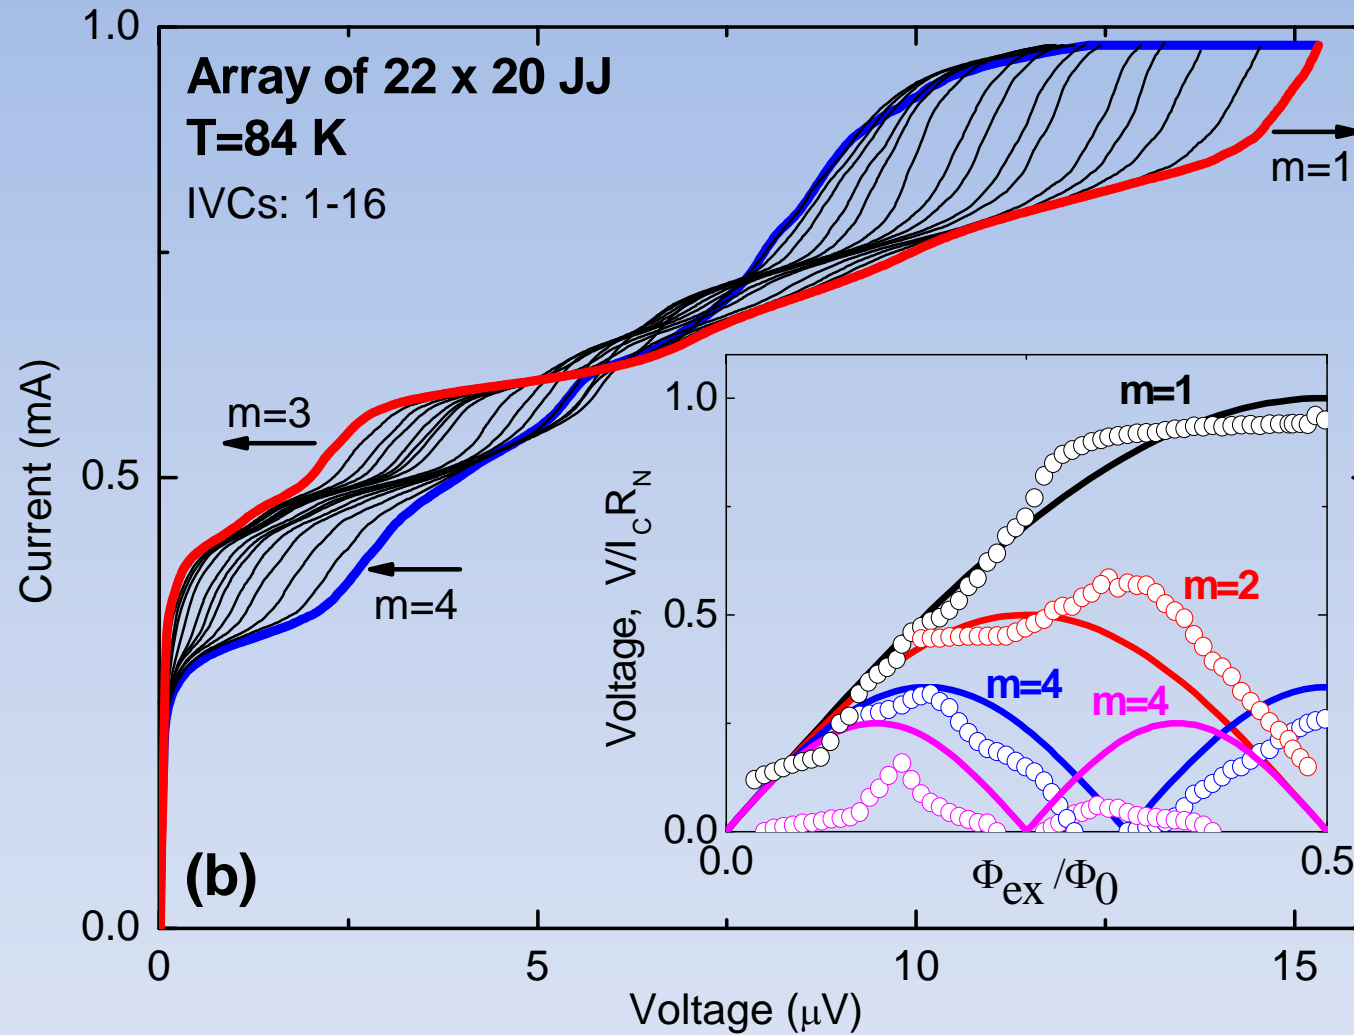 Array of 22 x 20 JJ
T=84 K
IVCs: 1-16
m=1
m=3
m=4
(b)
Current (mA)
1.0
0.5
0.0
0
5
10
15
Voltage (μV)
Voltage, V/I_C R_N
1.0
0.5
0.0
0.0
0.5
Φ_ex /Φ_0
m=1
m=2
m=4
m=4